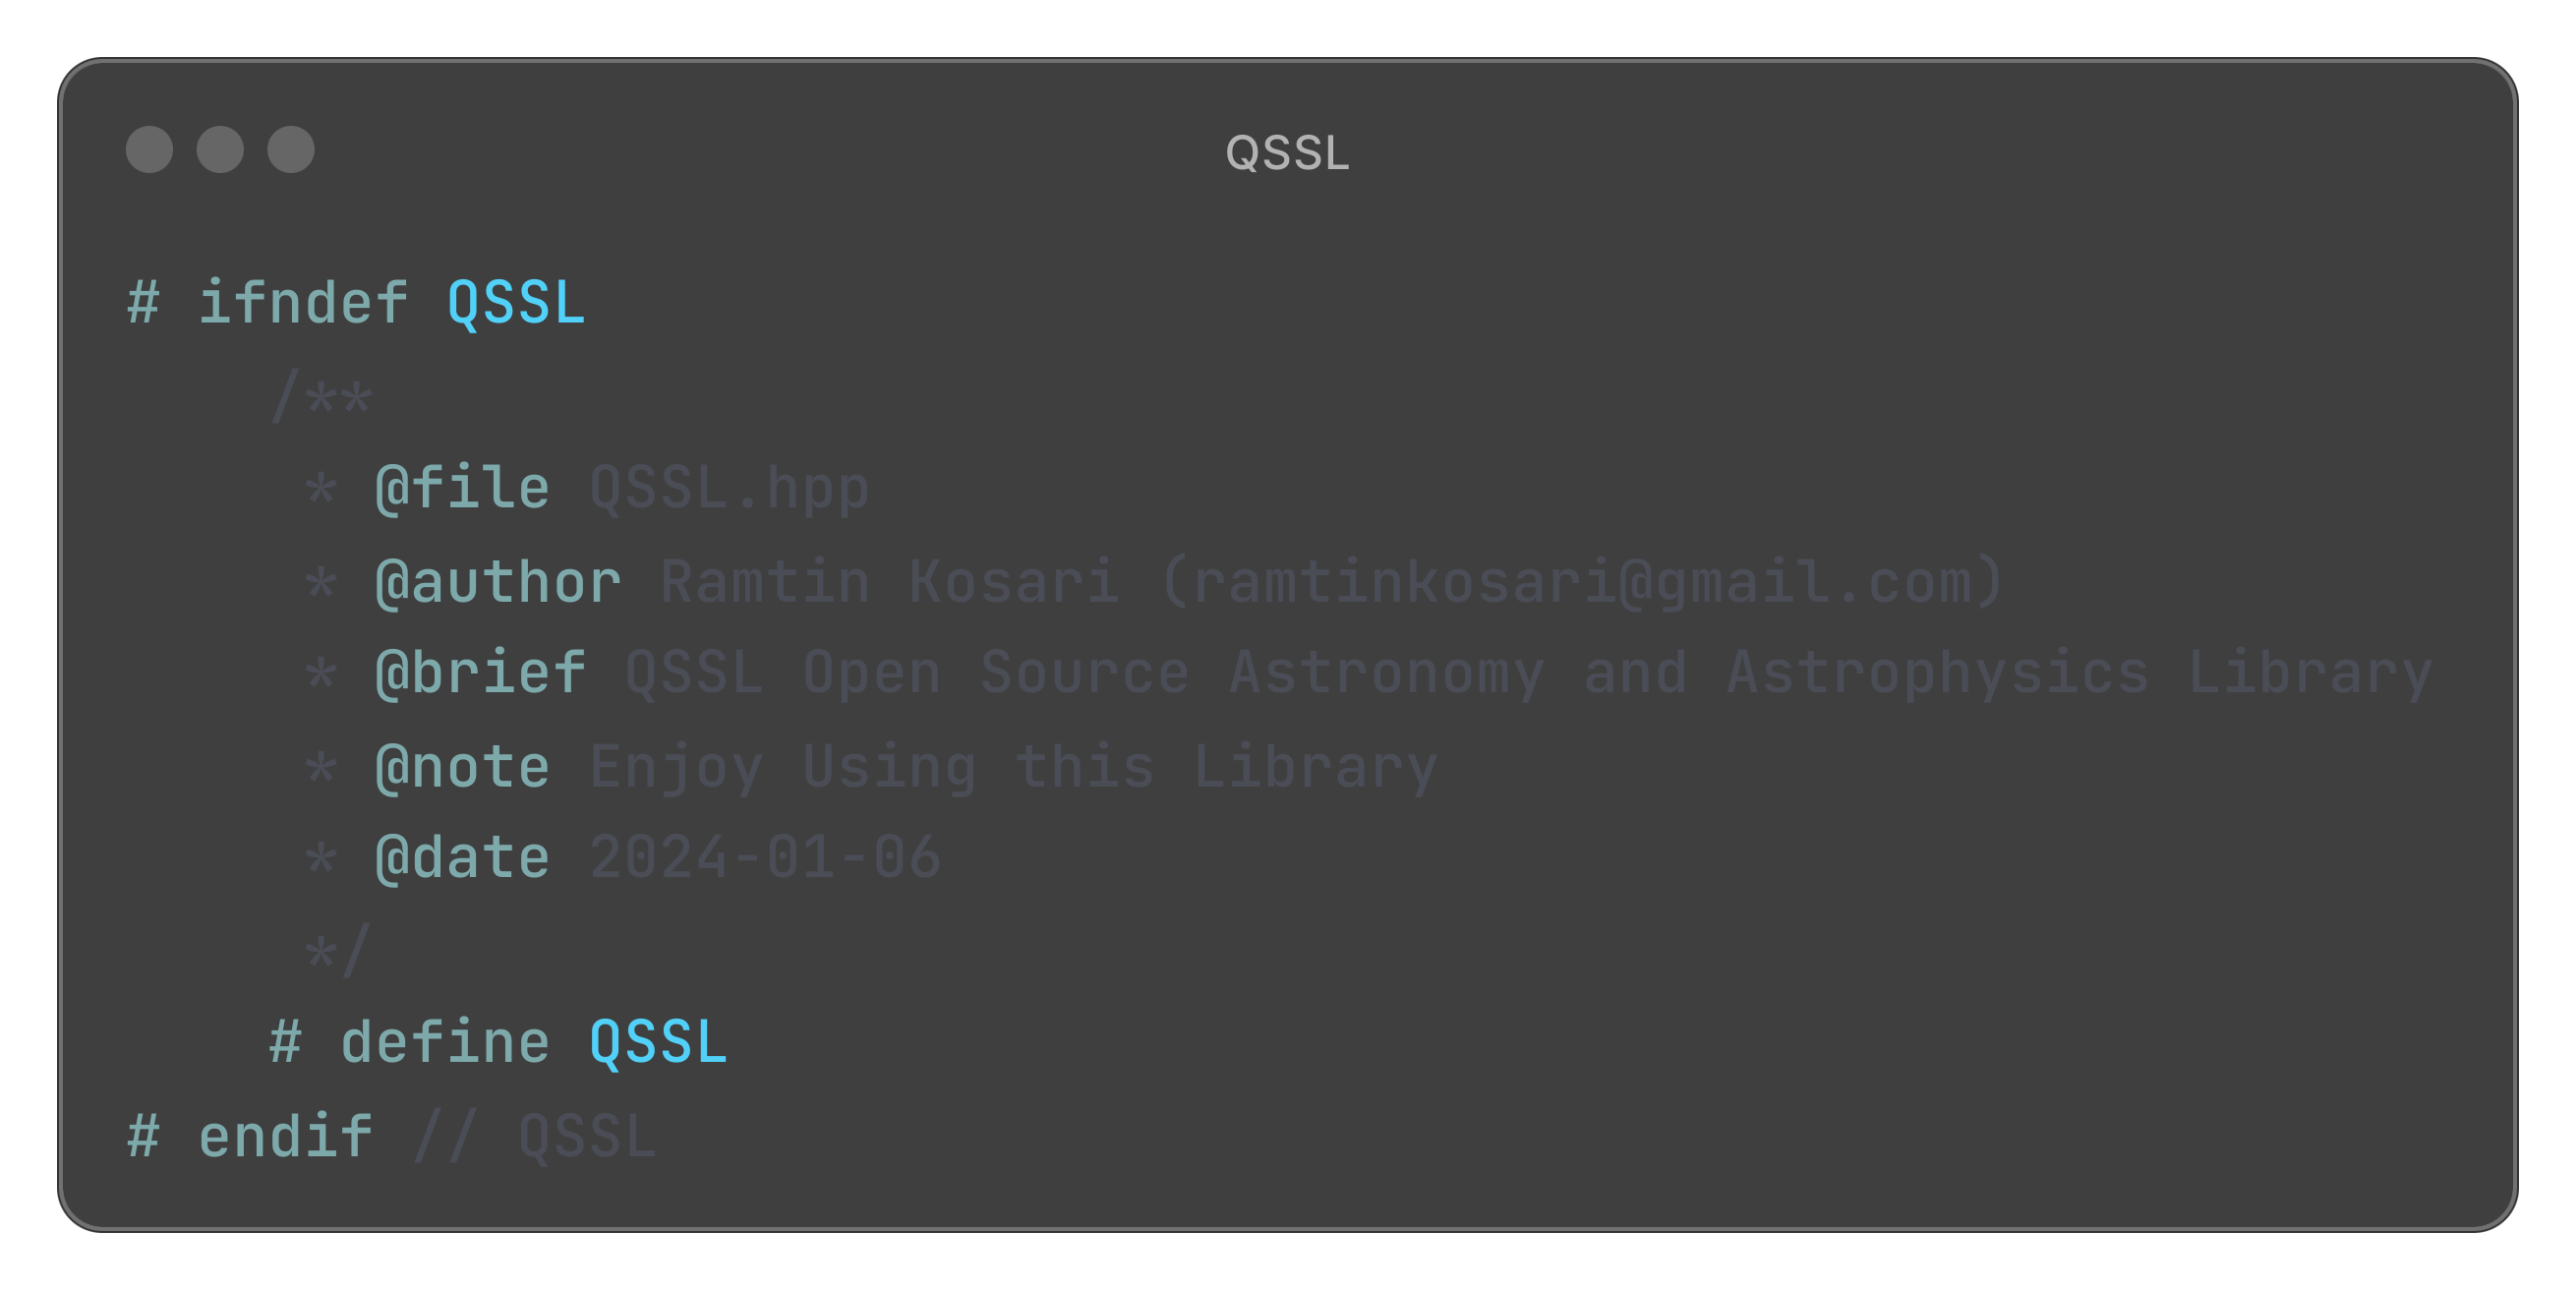 QSSL
# ifndef QSSL
/**
* @file QSSL.hpp
* @author Ramtin Kosari (ramtinkosari@gmail.com)
* @brief QSSL Open Source Astronomy and Astrophysics Library
* @note Enjoy Using this Library
* @date 2024-01-06
*/
# define QSSL
# endif // QSSL